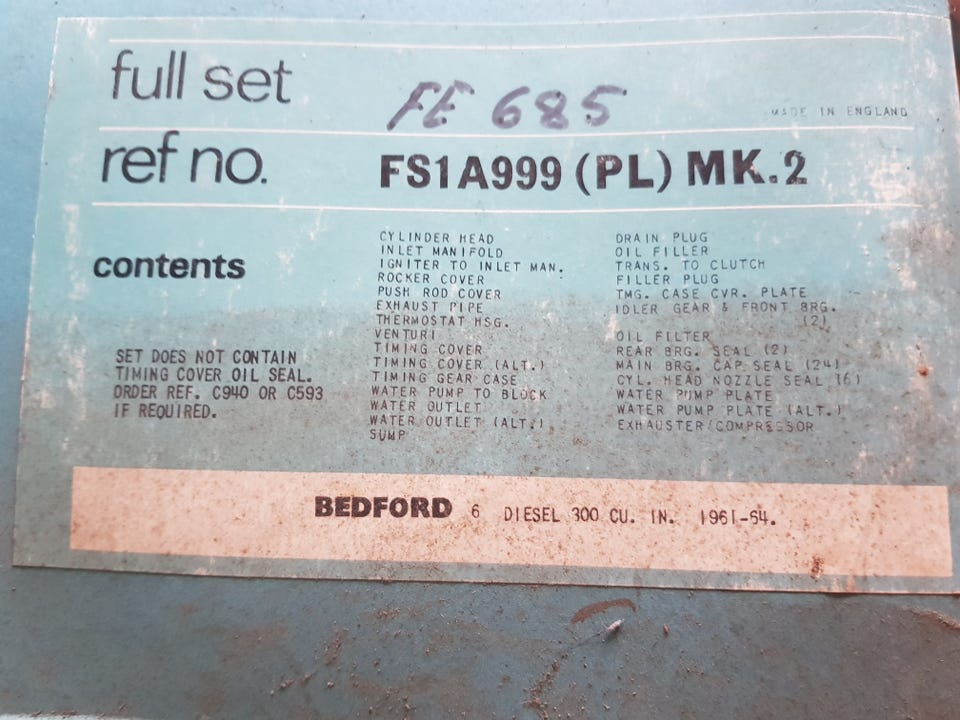 full set
FE 685
MADE IN ENGLAND
ref no.
FS1A999 (PL) MK.2
contents
CYLINDER HEAD
INLET MANIFOLD
IGNITER TO INLET MAN.
ROCKER COVER
PUSH ROD COVER
EXHAUST PIPE
THERMOSTAT HSG.
VENTURI
TIMING COVER
TIMING COVER (ALT.)
TIMING GEAR CASE
WATER PUMP TO BLOCK
WATER OUTLET
WATER OUTLET (ALT.)
SUMP
DRAIN PLUG
OIL FILLER
TRANS. TO CLUTCH
FILLER PLUG
TMG. CASE CVR. PLATE
IDLER GEAR & FRONT BRG.
(2)
OIL FILTER
REAR BRG. SEAL (2)
MAIN BRG. CAP SEAL (24)
CYL. HEAD NOZZLE SEAL (6)
WATER PUMP PLATE
WATER PUMP PLATE (ALT.)
EXHAUSTER/COMPRESSOR
SET DOES NOT CONTAIN
TIMING COVER OIL SEAL.
ORDER REF. C940 OR C593
IF REQUIRED.
BEDFORD 6 DIESEL 300 CU. IN. 1961-64.